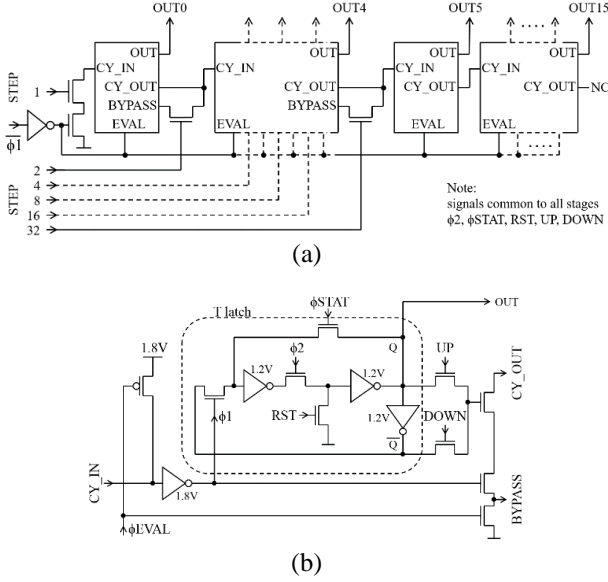 OUT0 OUT4 OUT5 OUT15
OUT OUT OUT OUT
CY_IN CY_IN CY_IN CY_IN
CY_OUT CY_OUT CY_OUT CY_OUT NC
BYPASS BYPASS
EVAL EVAL EVAL EVAL
STEP 1
ϕ1
STEP
2
4
8
16
32
Note:
signals common to all stages
ϕ2, ϕSTAT, RST, UP, DOWN
(a)
ϕSTAT
OUT
T latch
1.8V
ϕ2
Q
UP
CY_OUT
1.2V 1.2V
1.2V
RST
ϕ1
DOWN
Q
CY_IN
1.8V
BYPASS
ϕEVAL
(b)